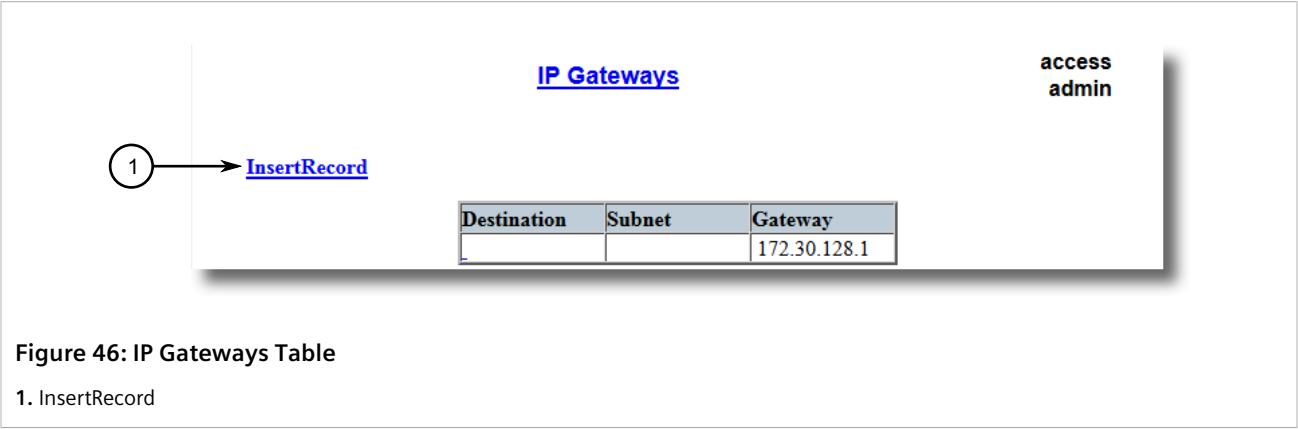 IP Gateways
access
admin
1
InsertRecord
Destination Subnet Gateway
172.30.128.1
Figure 46: IP Gateways Table
1. InsertRecord